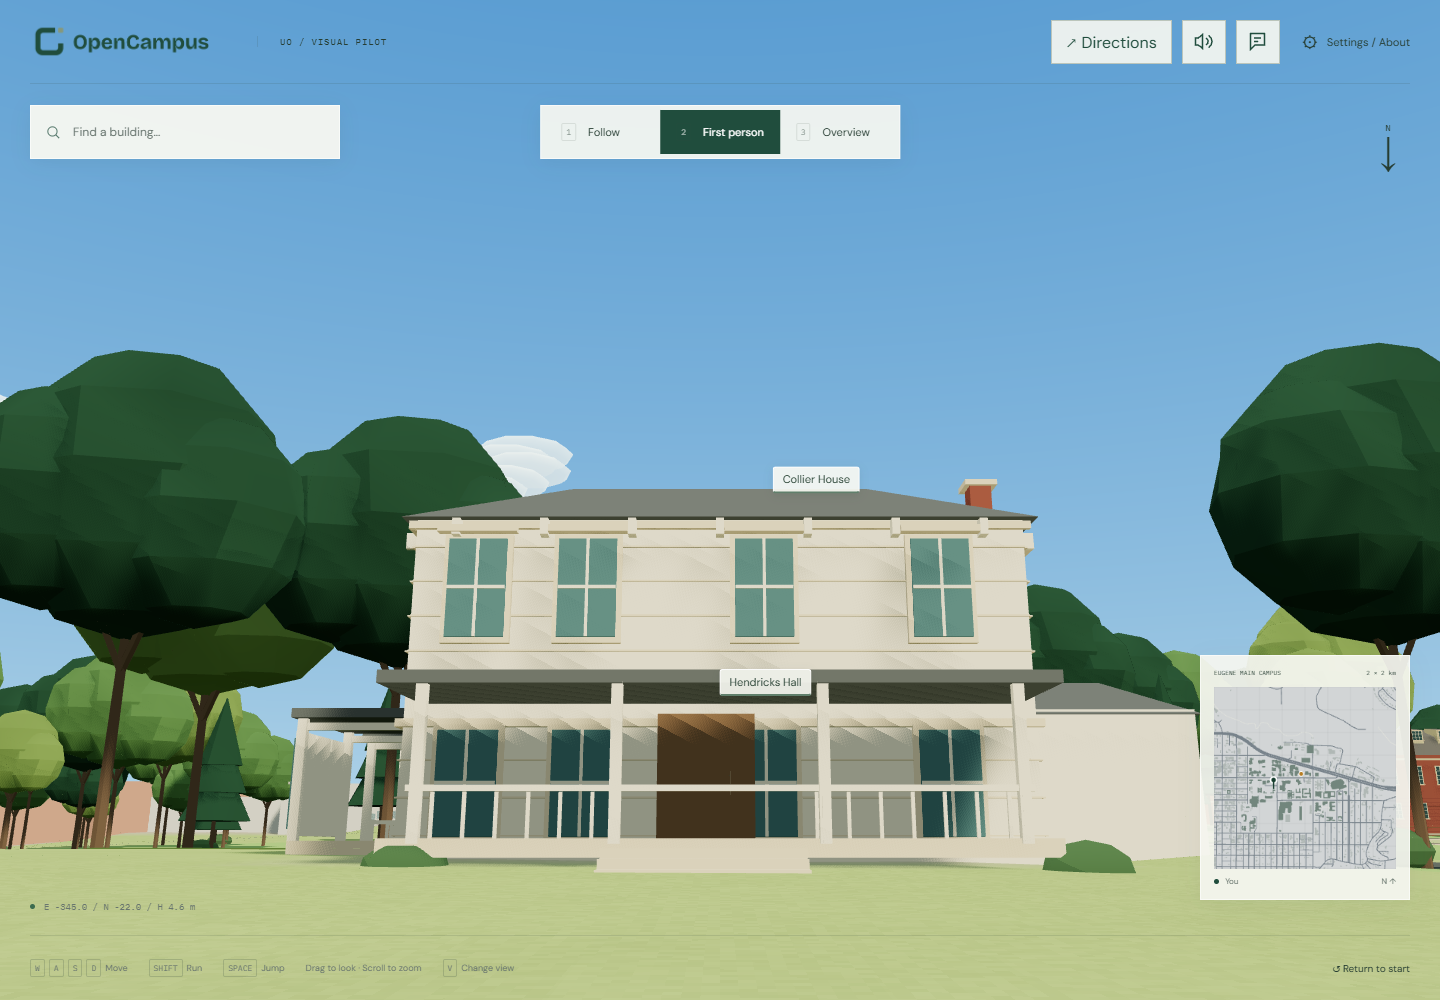 OpenCampus
UO / VISUAL PILOT
↗ Directions
Settings / About
Find a building...
1 Follow
2 First person
3 Overview
N
Collier House
Hendricks Hall
EUGENE MAIN CAMPUS 2 × 2 km
You N ↑
E -345.0 / N -22.0 / H 4.6 m
W A S D Move SHIFT Run SPACE Jump Drag to look · Scroll to zoom V Change view
↺ Return to start